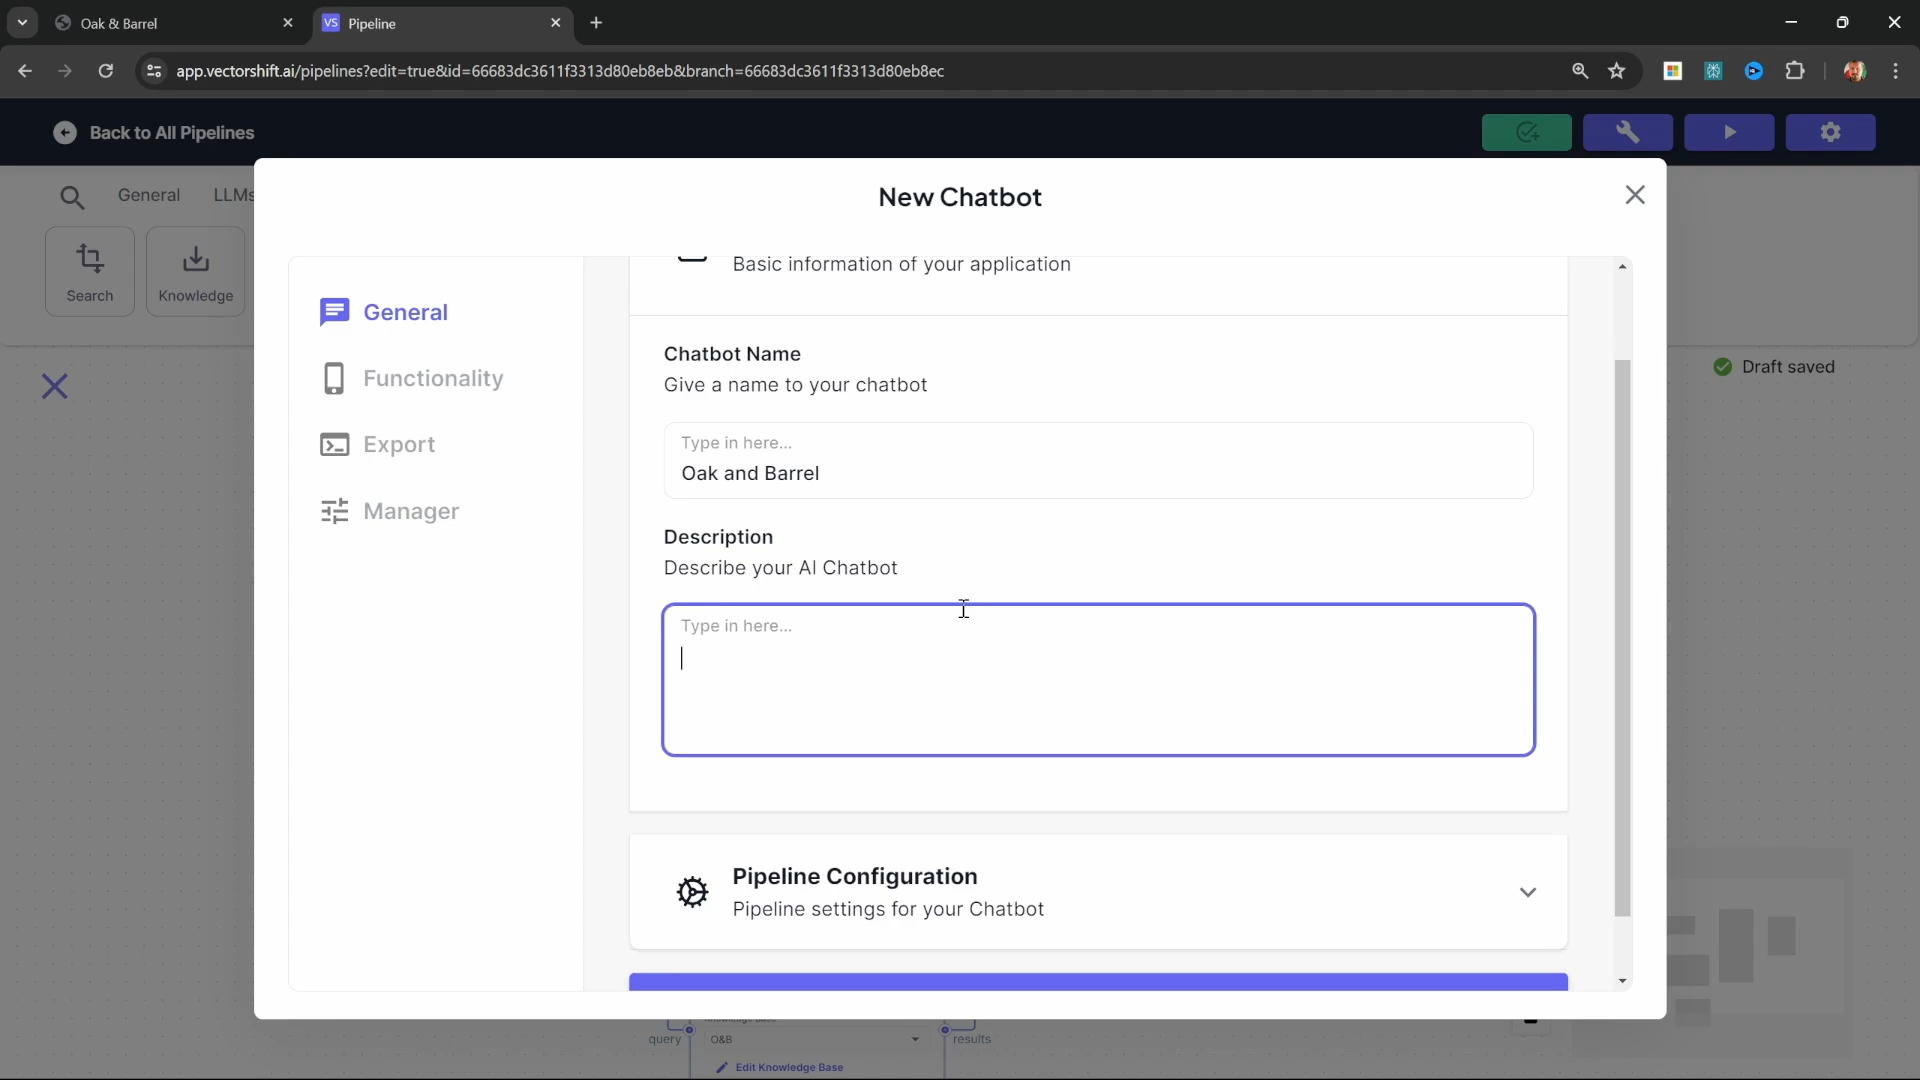 Oak & Barrel
VS Pipeline
app.vectorshift.ai/pipelines?edit=true&id=66683dc3611f3313d80eb8eb&branch=66683dc3611f3313d80eb8ec
Back to All Pipelines
General LLMs
Search Knowledge
New Chatbot
General
Functionality
Export
Manager
Basic information of your application
Chatbot Name
Give a name to your chatbot
Type in here...
Oak and Barrel
Description
Describe your AI Chatbot
Type in here...
Pipeline Configuration
Pipeline settings for your Chatbot
Draft saved
query O&B results
Edit Knowledge Base